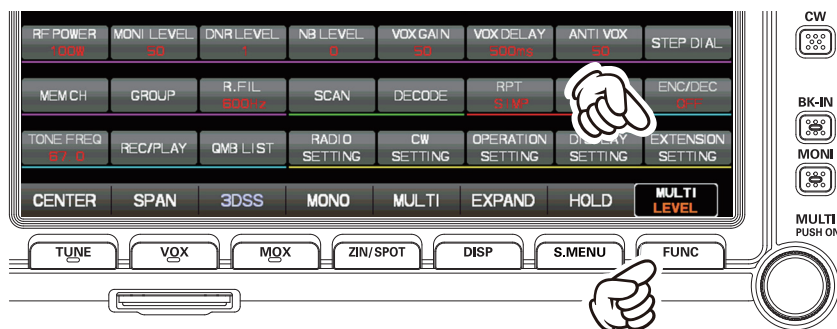 CW
RF POWER MONI LEVEL DNR LEVEL NB LEVEL VOX GAIN VOX DELAY ANTI VOX STEP DIAL
100W 50 1 0 50 500ms 50
MEM CH GROUP R.FIL SCAN DECODE RPT ENC/DEC
600Hz SIMP OFF
BK-IN
TONE FREQ REC/PLAY QMB LIST RADIO SETTING CW SETTING OPERATION SETTING SETTING EXTENSION SETTING
67.0
MONI
CENTER SPAN 3DSS MONO MULTI EXPAND HOLD MULTI LEVEL
MULTI
PUSH ON
TUNE VOX MOX ZIN/SPOT DISP S.MENU FUNC